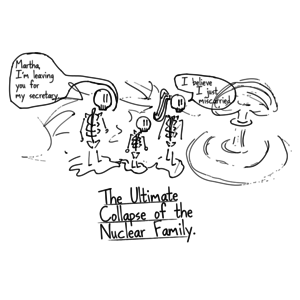 Martha,
I'm leaving
you for
my secretary.
I believe
I just
miscarried
The Ultimate
Collapse of the
Nuclear Family.